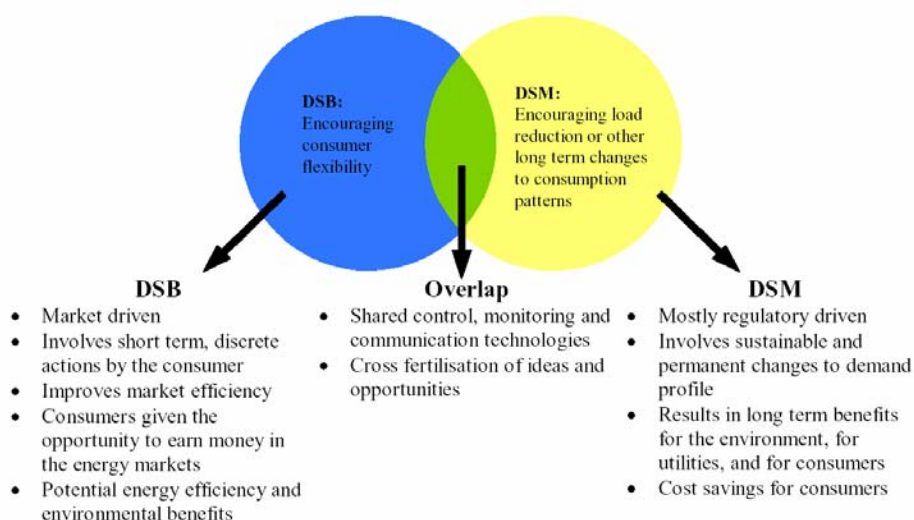 DSB:
Encouraging
consumer
flexibility
DSM:
Encouraging load
reduction or other
long term changes
to consumption
patterns
DSB
• Market driven
• Involves short term, discrete
actions by the consumer
• Improves market efficiency
• Consumers given the
opportunity to earn money in
the energy markets
• Potential energy efficiency and
environmental benefits
Overlap
• Shared control, monitoring and
communication technologies
• Cross fertilisation of ideas and
opportunities
DSM
• Mostly regulatory driven
• Involves sustainable and
permanent changes to demand
profile
• Results in long term benefits
for the environment, for
utilities, and for consumers
• Cost savings for consumers